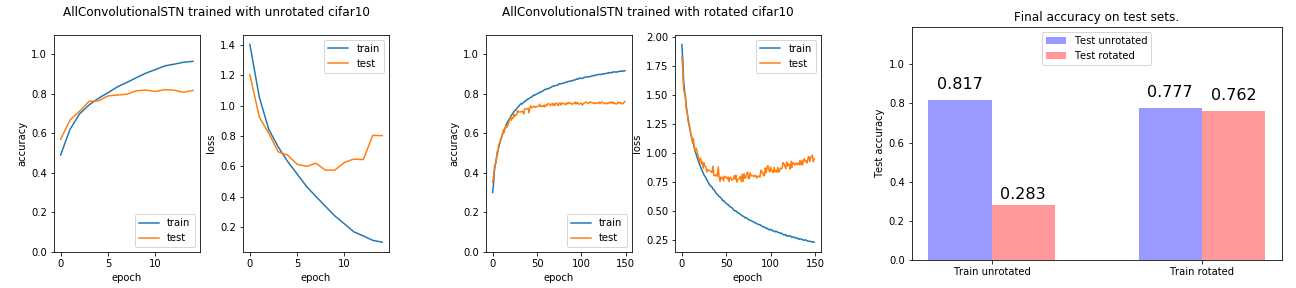 AllConvolutionalSTN trained with unrotated cifar10
1.0
0.8
0.6
0.4
0.2
0.0
accuracy
train
test
0
5
10
epoch
1.4
1.2
1.0
0.8
0.6
0.4
0.2
loss
train
test
0
5
10
epoch
AllConvolutionalSTN trained with rotated cifar10
1.0
0.8
0.6
0.4
0.2
0.0
accuracy
train
test
0
50
100
150
epoch
2.00
1.75
1.50
1.25
1.00
0.75
0.50
0.25
loss
train
test
0
50
100
150
epoch
Final accuracy on test sets.
Test unrotated
Test rotated
1.0
0.8
0.6
0.4
0.2
0.0
Test accuracy
0.817
0.283
0.777
0.762
Train unrotated
Train rotated